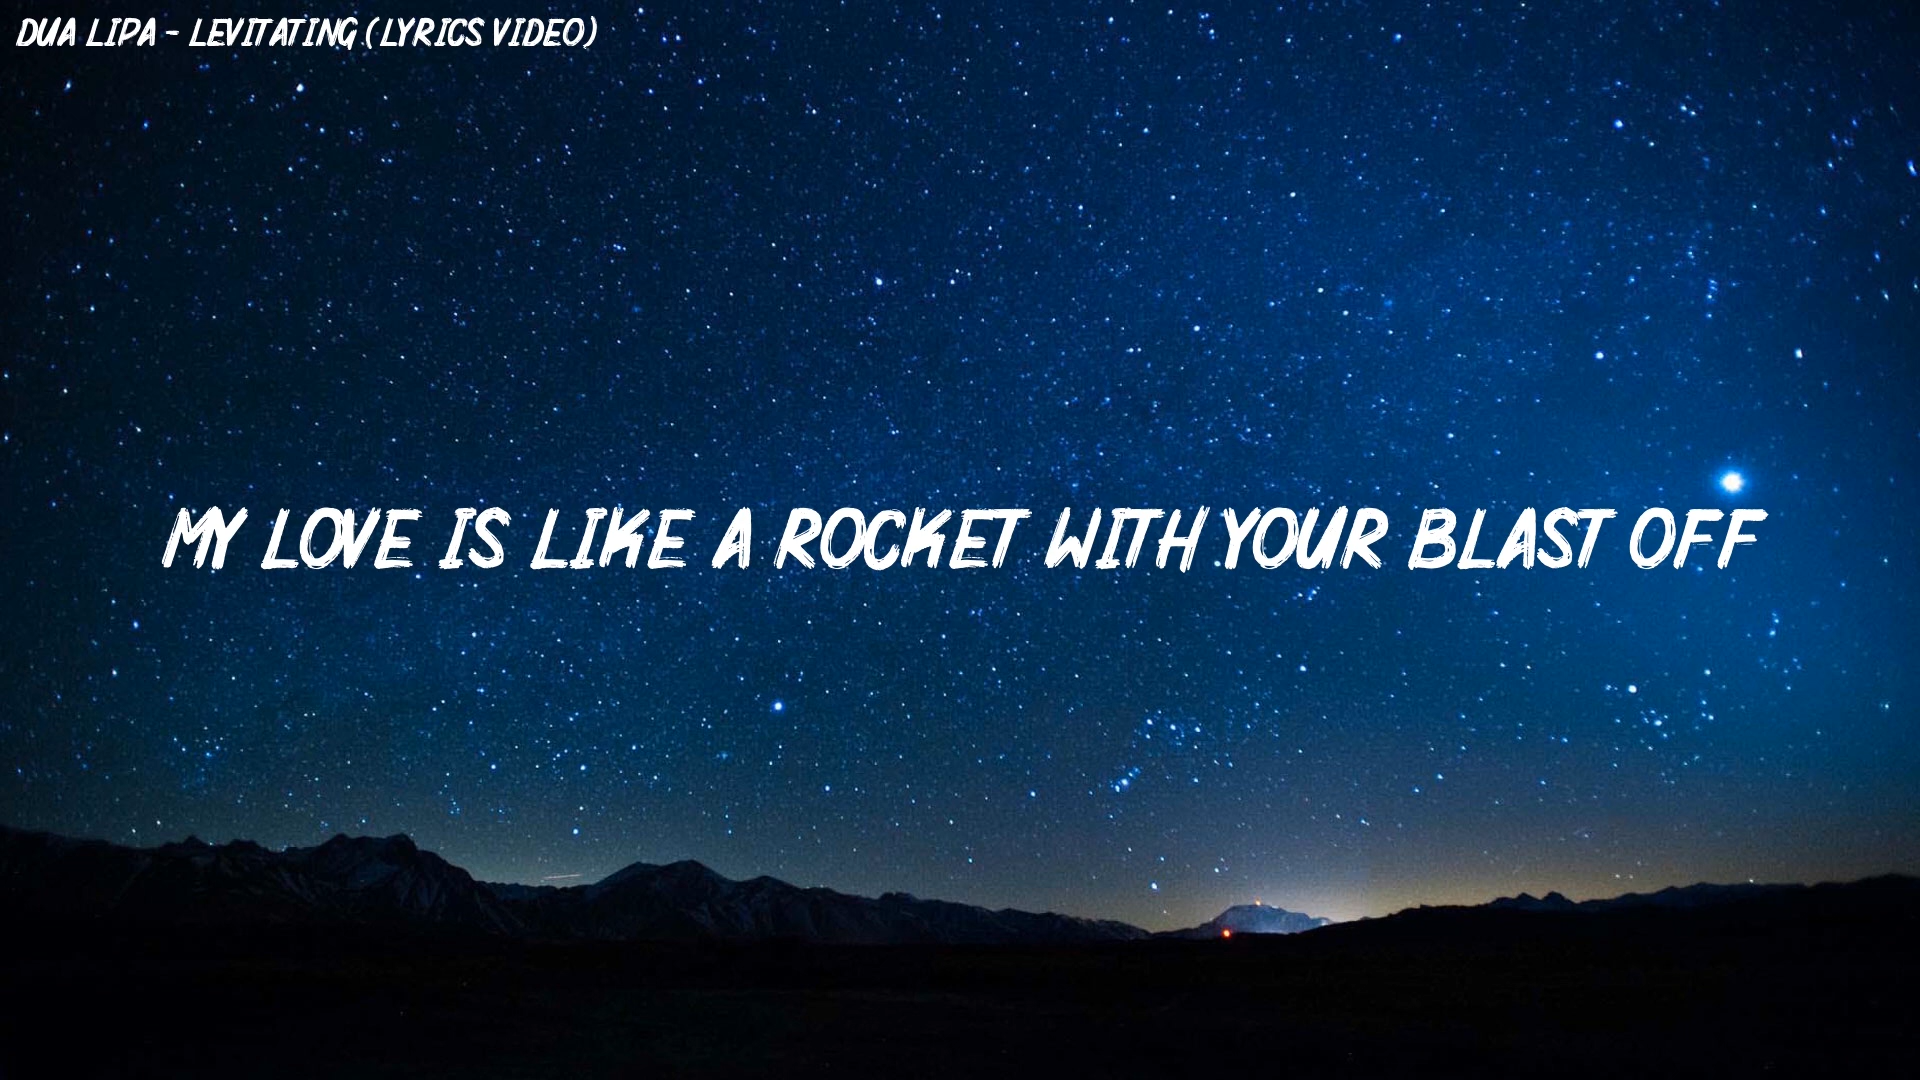 DUA LIPA - LEVITATING (LYRICS VIDEO)
MY LOVE IS LIKE A ROCKET WITH YOUR BLAST OFF